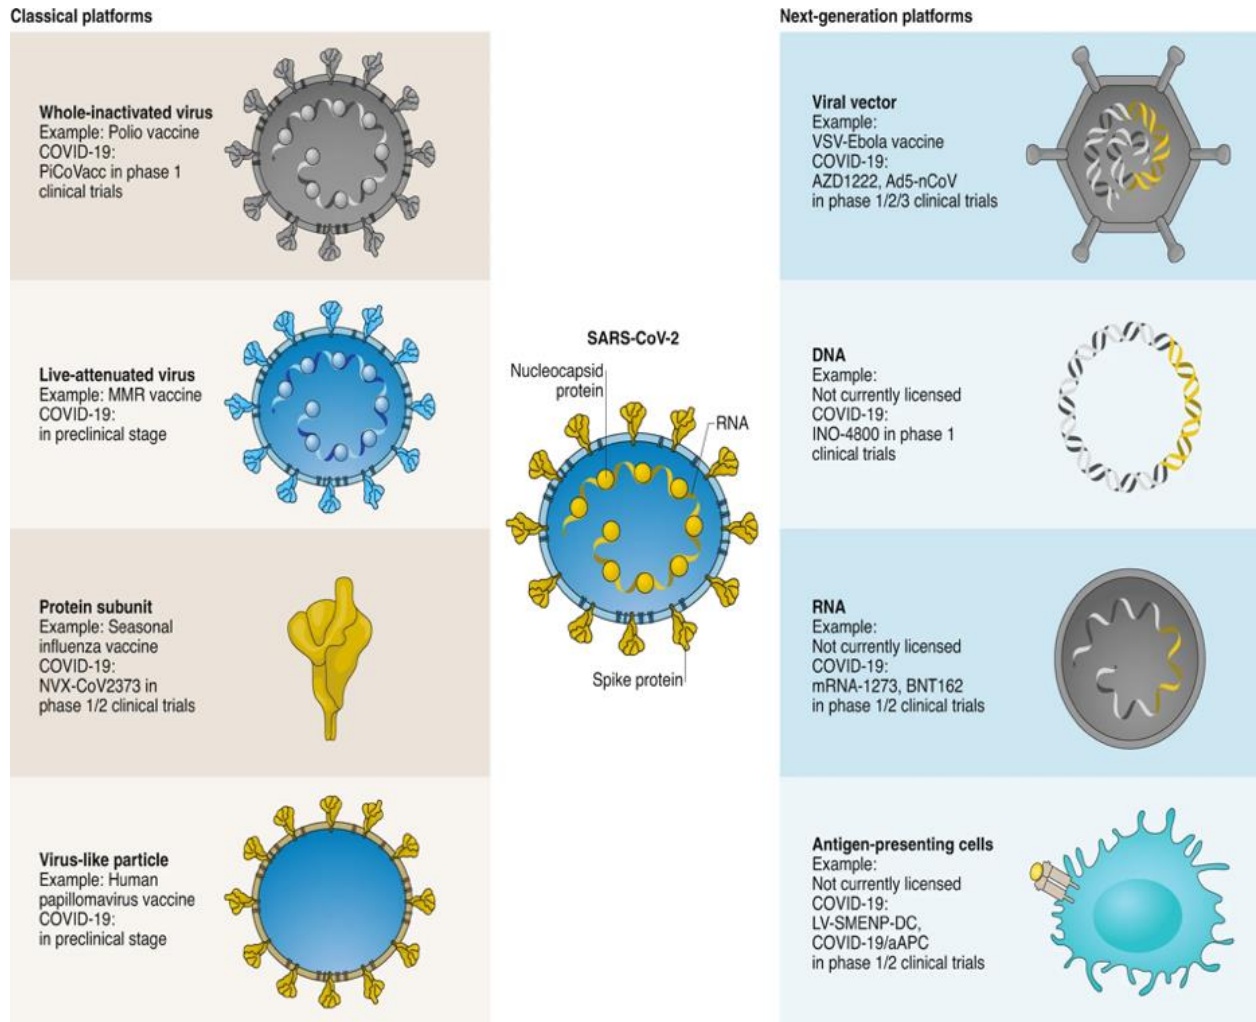 Classical platforms
Whole-inactivated virus
Example: Polio vaccine
COVID-19:
PiCoVacc in phase 1
clinical trials
Live-attenuated virus
Example: MMR vaccine
COVID-19:
in preclinical stage
Protein subunit
Example: Seasonal
influenza vaccine
COVID-19:
NVX-CoV2373 in
phase 1/2 clinical trials
Virus-like particle
Example: Human
papillomavirus vaccine
COVID-19:
in preclinical stage
SARS-CoV-2
Nucleocapsid
protein
RNA
Spike protein
Next-generation platforms
Viral vector
Example:
VSV-Ebola vaccine
COVID-19:
AZD1222, Ad5-nCoV
in phase 1/2/3 clinical trials
DNA
Example:
Not currently licensed
COVID-19:
INO-4800 in phase 1
clinical trials
RNA
Example:
Not currently licensed
COVID-19:
mRNA-1273, BNT162
in phase 1/2 clinical trials
Antigen-presenting cells
Example:
Not currently licensed
COVID-19:
LV-SMENP-DC,
COVID-19/aAPC
in phase 1/2 clinical trials